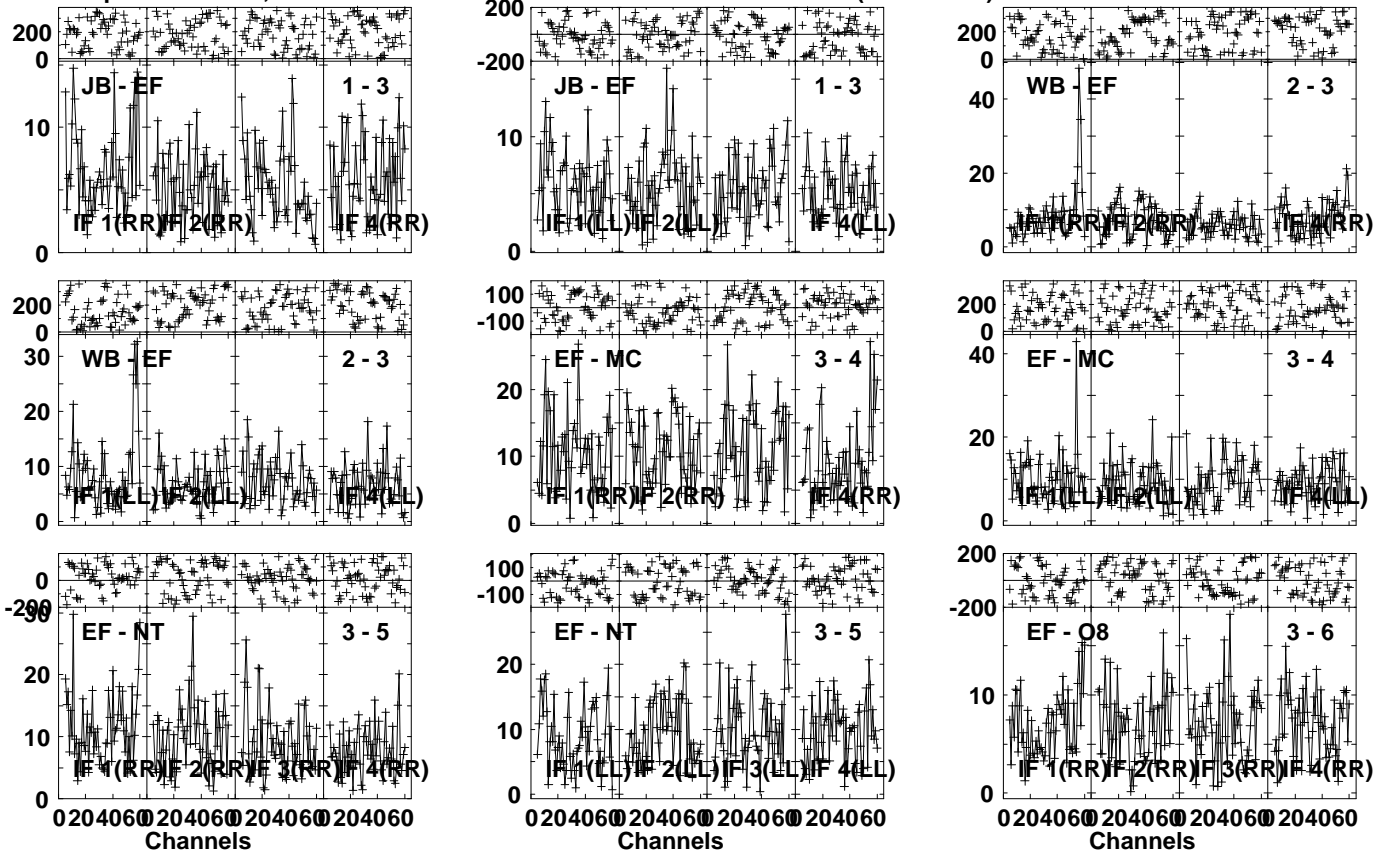 200
0
JB - EF 1 - 3
10
IF 1(RR) IF 2(RR) IF 4(RR)
0
200
-200
JB - EF 1 - 3
10
IF 1(LL) IF 2(LL) IF 4(LL)
0
200
0
WB - EF 2 - 3
40
20
IF 1(RR) IF 2(RR) IF 4(RR)
0
200
0
30
WB - EF 2 - 3
20
10
IF 1(LL) IF 2(LL) IF 4(LL)
0
100
-100
EF - MC 3 - 4
20
10
IF 1(RR) IF 2(RR) IF 4(RR)
0
200
0
40
EF - MC 3 - 4
20
IF 1(LL) IF 2(LL) IF 4(LL)
0
0
-200
30
EF - NT 3 - 5
20
10
IF 1(RR) IF 2(RR) IF 3(RR) IF 4(RR)
0
0 20 40 60 0 20 40 60 0 20 40 60 0 20 40 60
Channels
100
-100
EF - NT 3 - 5
20
10
IF 1(LL) IF 2(LL) IF 3(LL) IF 4(LL)
0
0 20 40 60 0 20 40 60 0 20 40 60 0 20 40 60
Channels
200
-200
EF - O8 3 - 6
10
IF 1(RR) IF 2(RR) IF 3(RR) IF 4(RR)
0
0 20 40 60 0 20 40 60 0 20 40 60 0 20 40 60
Channels